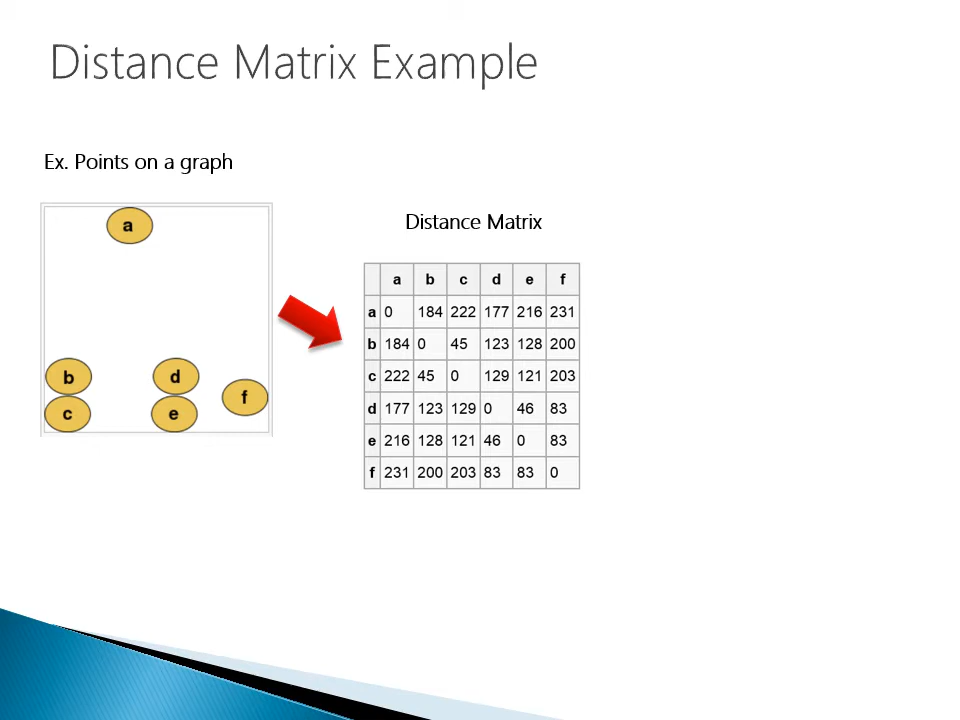 Distance Matrix Example
Ex. Points on a graph
a
b
d
f
c
e
Distance Matrix
a b c d e f
a 0 184 222 177 216 231
b 184 0 45 123 128 200
c 222 45 0 129 121 203
d 177 123 129 0 46 83
e 216 128 121 46 0 83
f 231 200 203 83 83 0